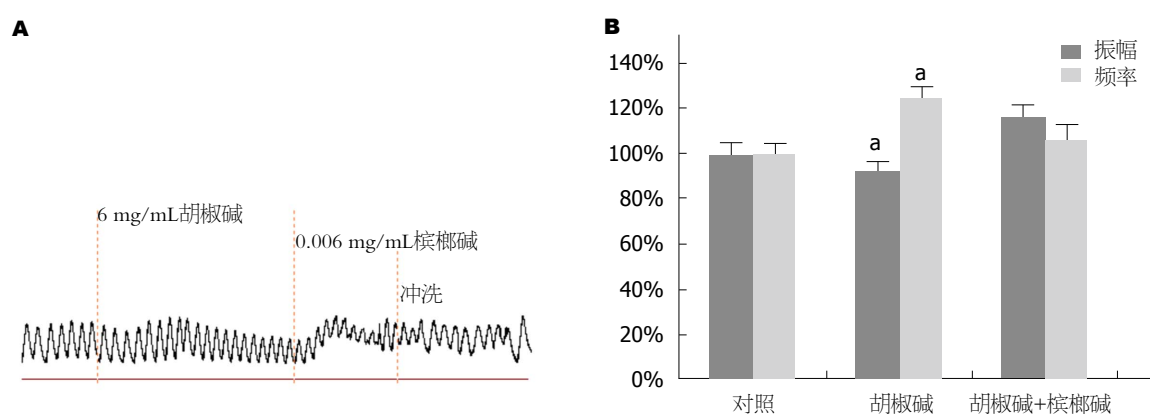 A
6 mg/mL胡椒碱
0.006 mg/mL槟榔碱
冲洗
B
140%
120%
100%
80%
60%
40%
20%
0%
振幅
频率
a
a
对照
胡椒碱
胡椒碱+槟榔碱